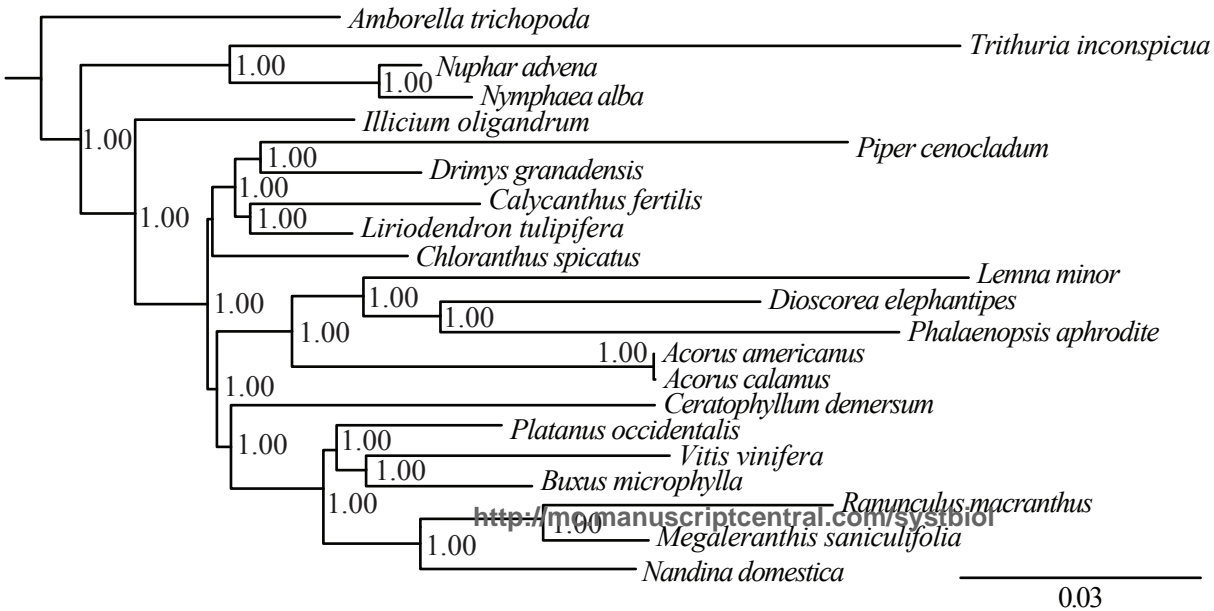 Amborella trichopoda
Trithuria inconspicua
1.00
Nuphar advena
1.00
Nymphaea alba
1.00
Illicium oligandrum
Piper cenocladum
1.00
Drimys granadensis
1.00
Calycanthus fertilis
1.00
1.00
Liriodendron tulipifera
Chloranthus spicatus
Lemna minor
1.00
1.00
Dioscorea elephantipes
1.00
1.00
Phalaenopsis aphrodite
1.00
Acorus americanus
Acorus calamus
1.00
Ceratophyllum demersum
Platanus occidentalis
1.00
1.00
Vitis vinifera
1.00
Buxus microphylla
1.00
Ranunculus macranthus
http://mc.manuscriptcentral.com/systbiol
1.00
Megaleranthis saniculifolia
1.00
Nandina domestica
0.03